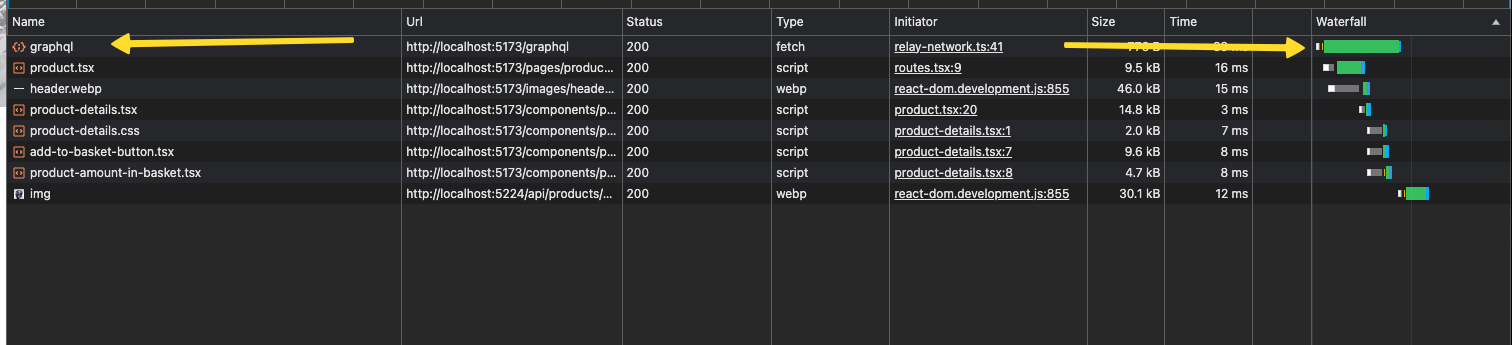 Name Url Status Type Initiator Size Time Waterfall
graphql http://localhost:5173/graphql 200 fetch relay-network.ts:41
product.tsx http://localhost:5173/pages/produc... 200 script routes.tsx:9 9.5 kB 16 ms
header.webp http://localhost:5173/images/heade... 200 webp react-dom.development.js:855 46.0 kB 15 ms
product-details.tsx http://localhost:5173/components/p... 200 script product.tsx:20 14.8 kB 3 ms
product-details.css http://localhost:5173/components/p... 200 script product-details.tsx:1 2.0 kB 7 ms
add-to-basket-button.tsx http://localhost:5173/components/p... 200 script product-details.tsx:7 9.6 kB 8 ms
product-amount-in-basket.tsx http://localhost:5173/components/p... 200 script product-details.tsx:8 4.7 kB 8 ms
img http://localhost:5224/api/products/... 200 webp react-dom.development.js:855 30.1 kB 12 ms